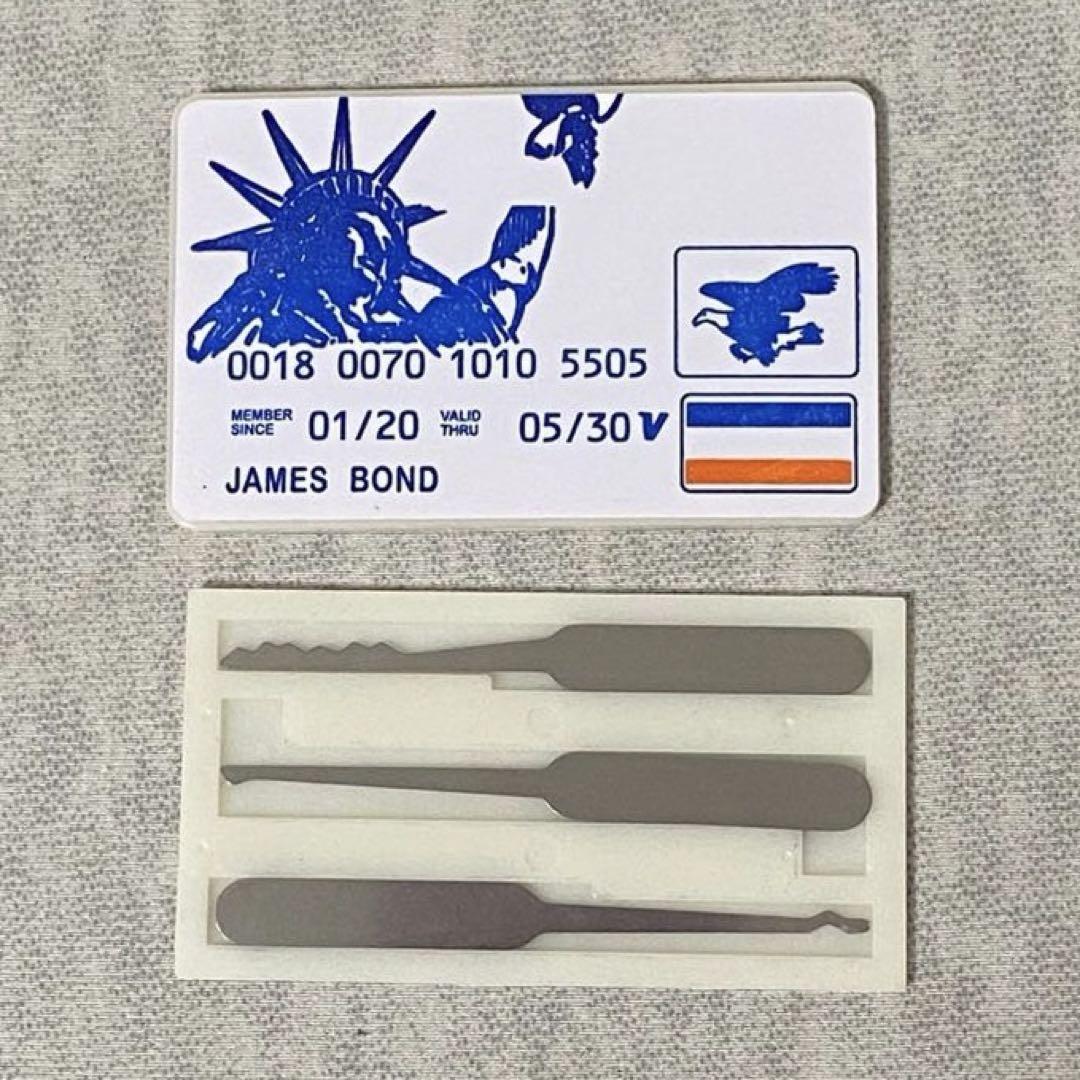 0018 0070 1010 5505
MEMBER SINCE 01/20 VALID THRU 05/30 V
JAMES BOND